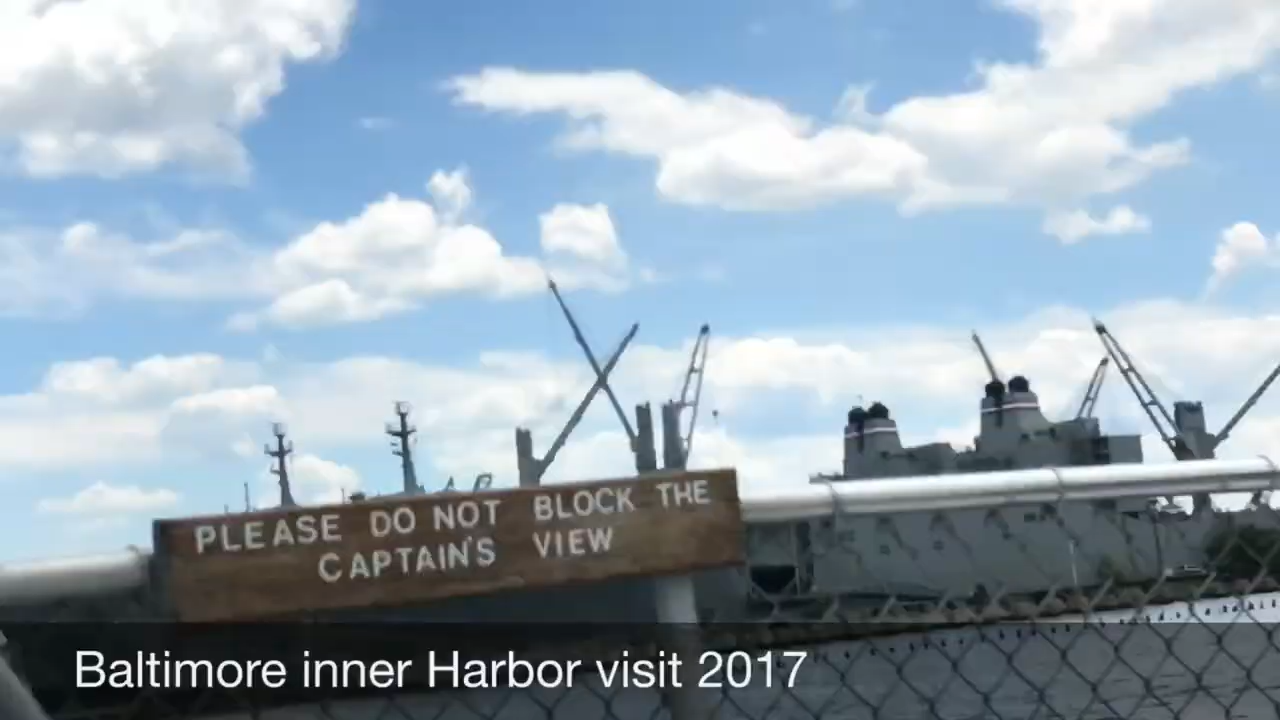 PLEASE DO NOT BLOCK THE
CAPTAIN'S VIEW
Baltimore inner Harbor visit 2017